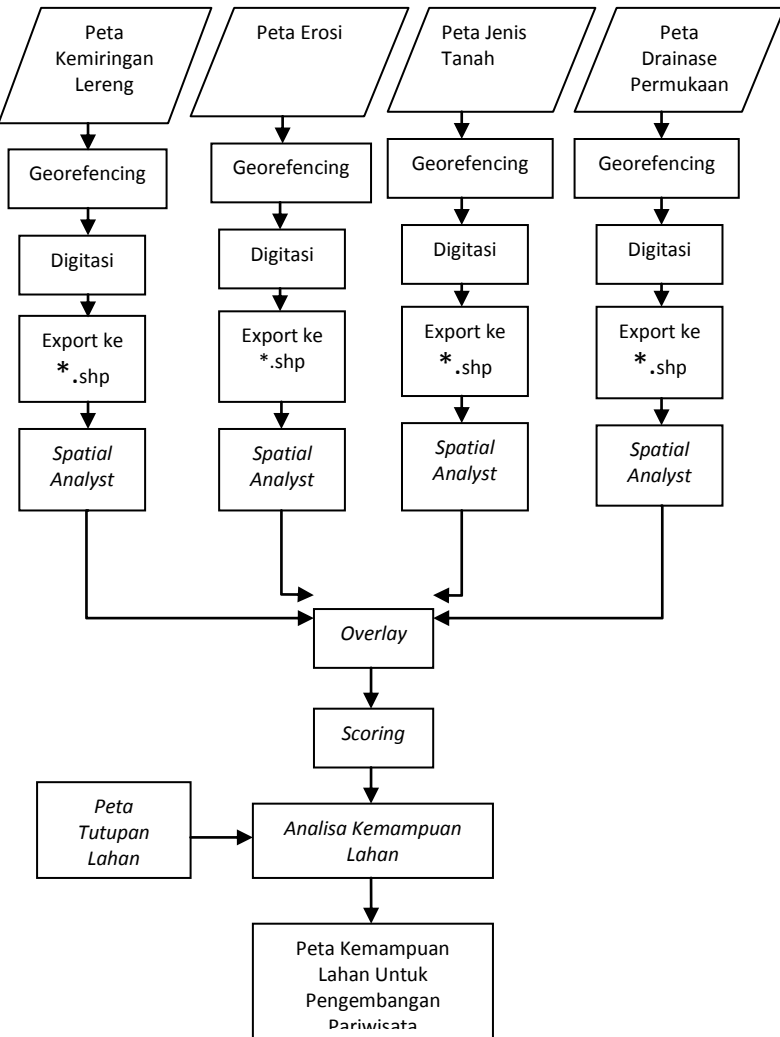 Peta
Kemiringan
Lereng
Peta Erosi
Peta Jenis
Tanah
Peta
Drainase
Permukaan
Georefencing
Georefencing
Georefencing
Georefencing
Digitasi
Digitasi
Digitasi
Digitasi
Export ke
*.shp
Export ke
*.shp
Export ke
*.shp
Export ke
*.shp
Spatial
Analyst
Spatial
Analyst
Spatial
Analyst
Spatial
Analyst
Overlay
Scoring
Peta
Tutupan
Lahan
Analisa Kemampuan
Lahan
Peta Kemampuan
Lahan Untuk
Pengembangan
Pariwisata